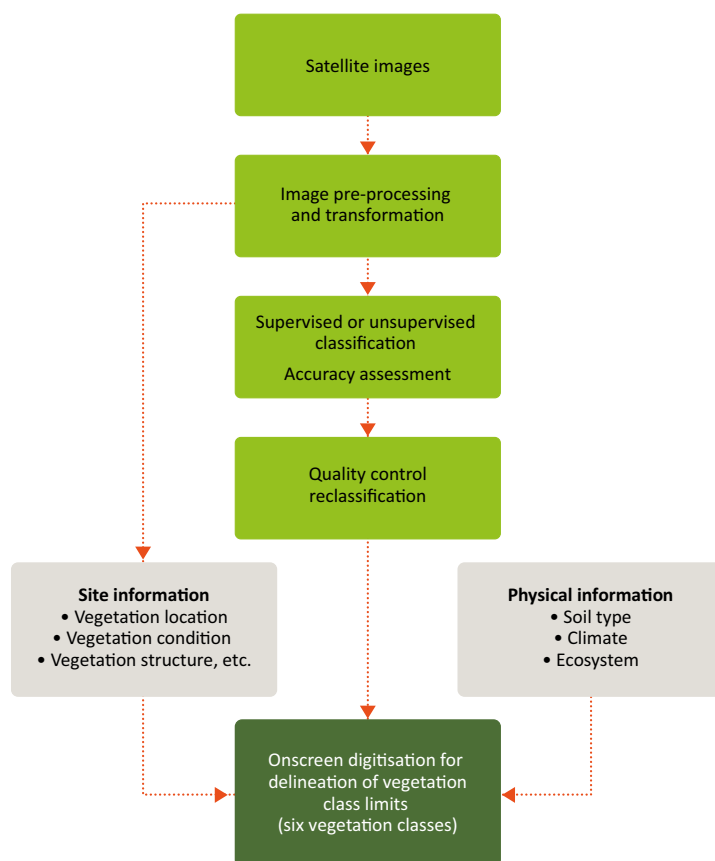 Satellite images
Image pre-processing
and transformation
Supervised or unsupervised
classification
Accuracy assessment
Quality control
reclassification
Site information
• Vegetation location
• Vegetation condition
• Vegetation structure, etc.
Physical information
• Soil type
• Climate
• Ecosystem
Onscreen digitisation for
delineation of vegetation
class limits
(six vegetation classes)